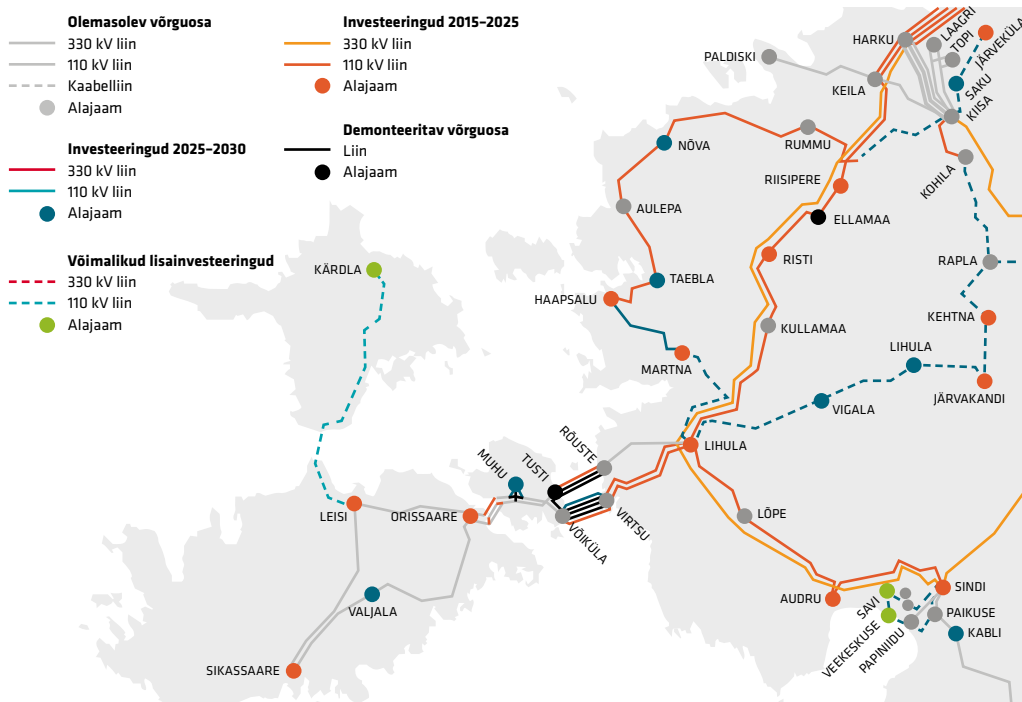 Olemasolev võrguosa
330 kV liin
110 kV liin
Kaabelliin
Alajaam
Investeeringud 2015–2025
330 kV liin
110 kV liin
Alajaam
Demonteeritav võrguosa
Liin
Alajaam
Investeeringud 2025–2030
330 kV liin
110 kV liin
Alajaam
Võimalikud lisainvesteeringud
330 kV liin
110 kV liin
Alajaam
HARKU
LAAGRI
TOPI
JÄRVEKÜLA
PALDISKI
KEILA
SAKU
KIISA
NÕVA
RUMMU
RIISIPERE
KOHILA
AULEPA
ELLAMAA
KÄRDLA
RISTI
RAPLA
TAEBLA
HAAPSALU
KULLAMAA
KEHTNA
MARTNA
LIHULA
JÄRVAKANDI
VIGALA
RÕUSTE
LIHULA
MUHU
TUSTI
LEISI
ORISSAARE
VÕIKÜLA
VIRTSU
LÕPE
VALJALA
AUDRU
SINDI
SAVI
PAIKUSE
VEEKESKUSE
PAPINIIDU
KABLI
SIKASSAARE